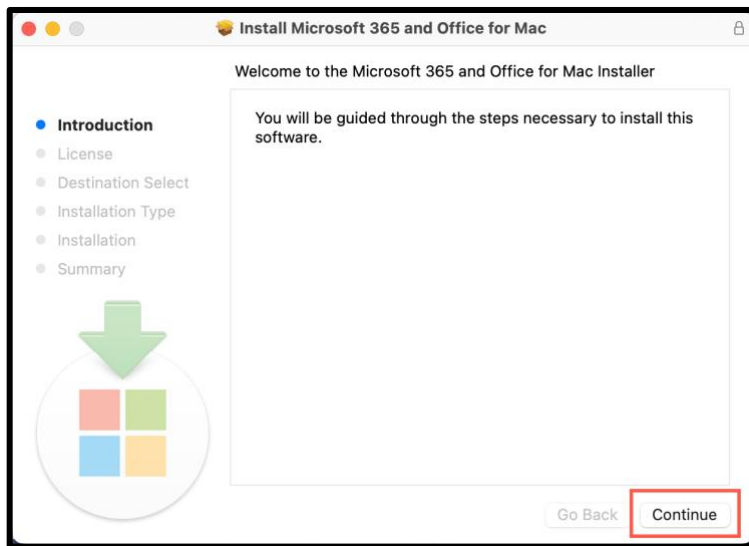 Install Microsoft 365 and Office for Mac
Welcome to the Microsoft 365 and Office for Mac Installer
Introduction
License
Destination Select
Installation Type
Installation
Summary
You will be guided through the steps necessary to install this
software.
Go Back
Continue